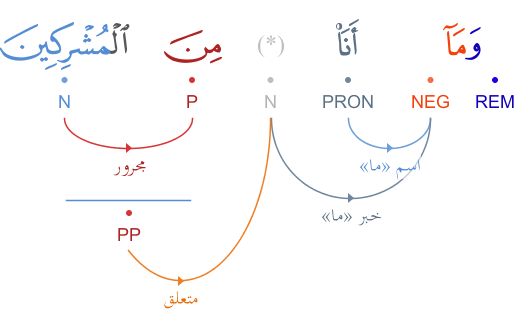 وَمَآ أَنَا۠ (*) مِنَ ٱلْمُشْرِكِينَ
REM NEG PRON N P N
مجرور اسم «ما»
خبر «ما»
PP
متعلق